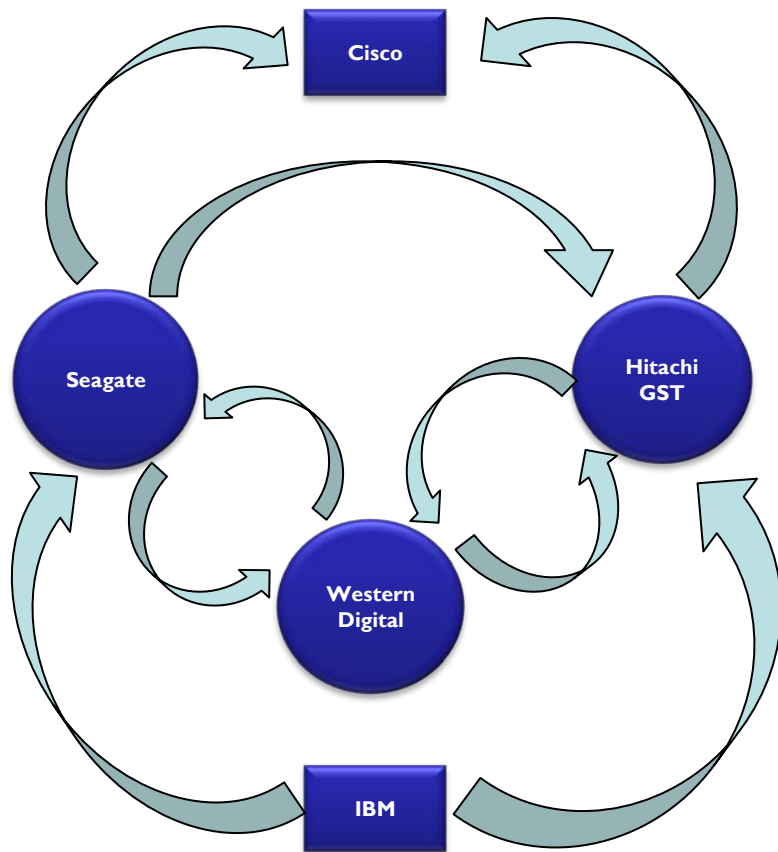 Cisco
Seagate
Hitachi
GST
Western
Digital
IBM